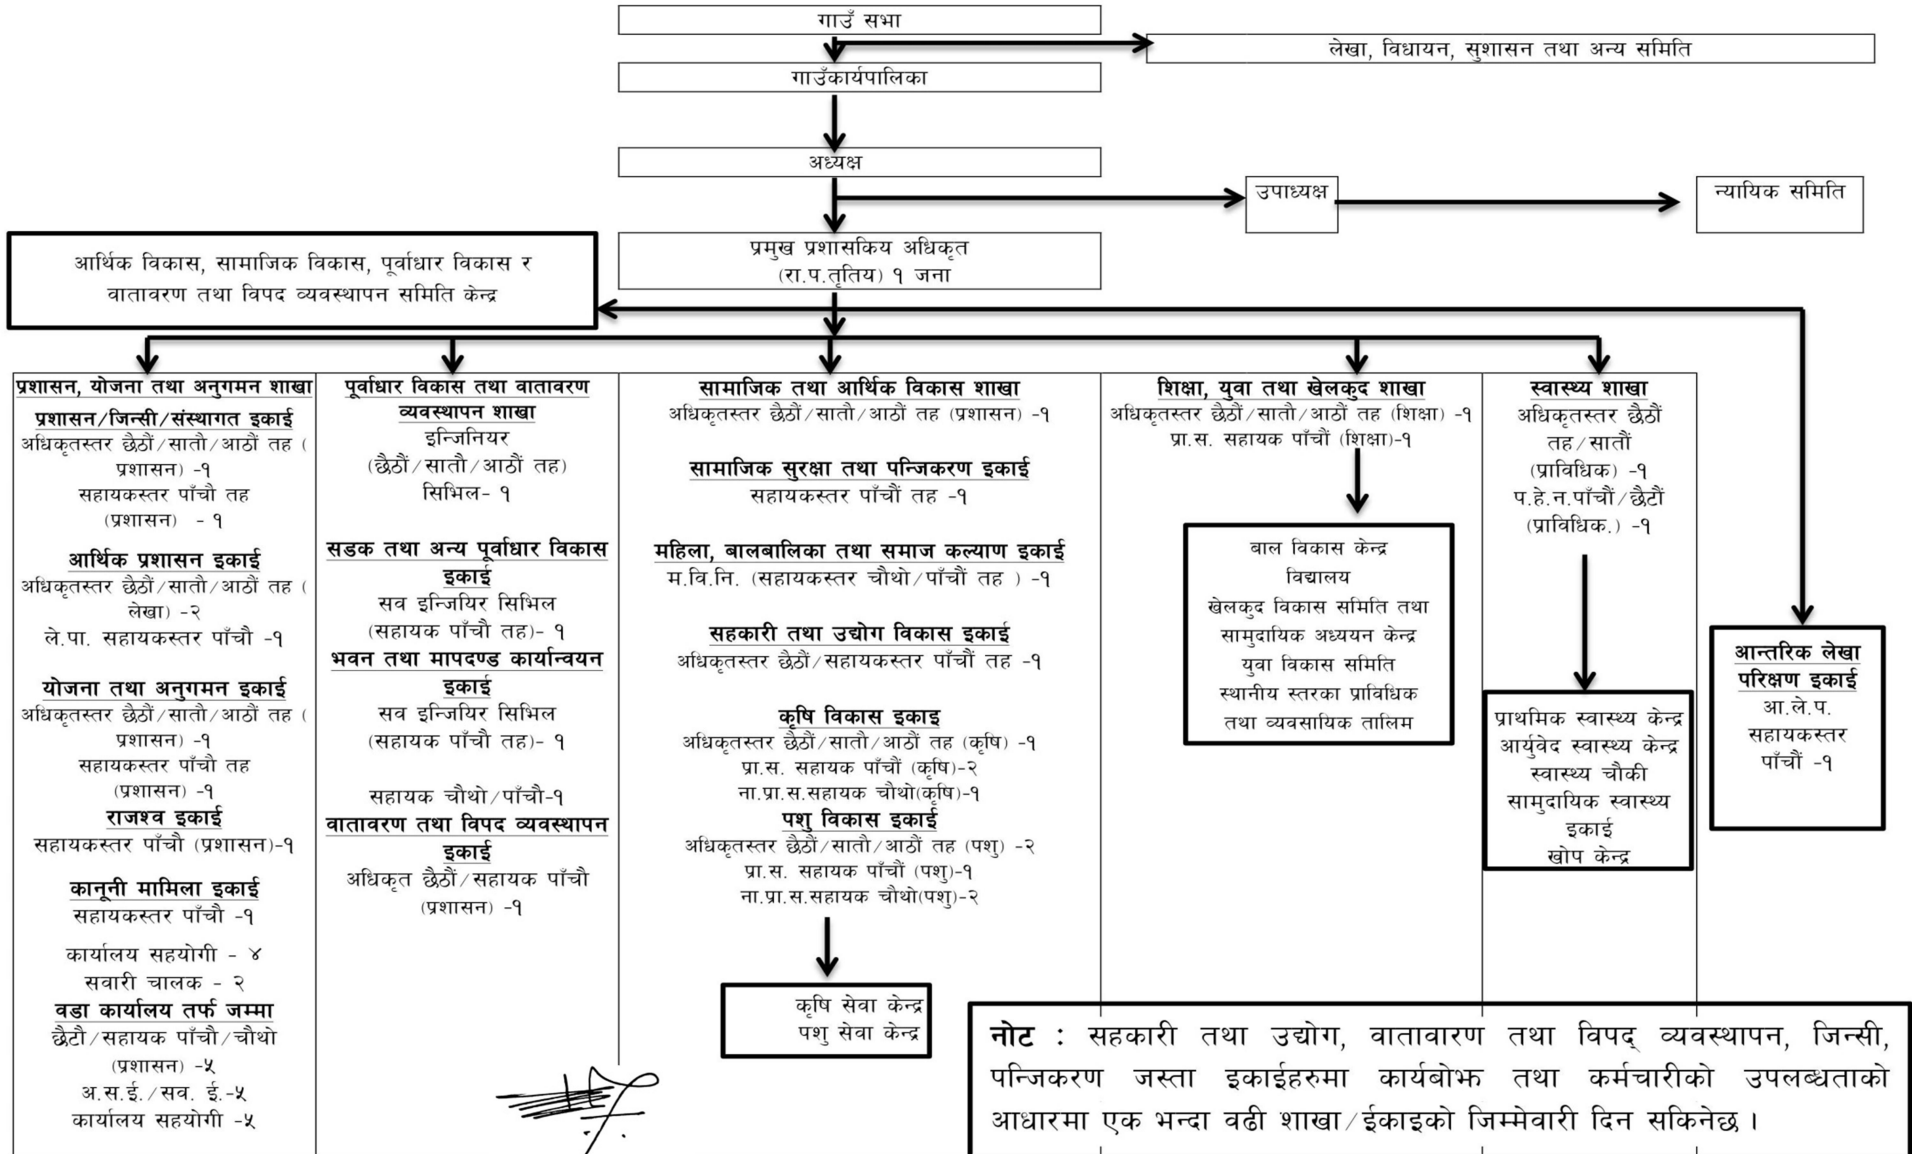 गाउँ सभा
लेखा, विधायन, सुशासन तथा अन्य समिति
गाउँकार्यपालिका
अध्यक्ष
उपाध्यक्ष
न्यायिक समिति
प्रमुख प्रशासकिय अधिकृत
(रा.प.तृतिय) १ जना
आर्थिक विकास, सामाजिक विकास, पूर्वाधार विकास र
वातावरण तथा विपद व्यवस्थापन समिति केन्द्र
प्रशासन, योजना तथा अनुगमन शाखा
प्रशासन/जिन्सी/संस्थागत इकाई
अधिकृतस्तर छैठौं/सातौ/आठौं तह (
प्रशासन) -१
सहायकस्तर पाँचौ तह
(प्रशासन) - १
आर्थिक प्रशासन इकाई
अधिकृतस्तर छैठौं/सातौ/आठौं तह (
लेखा) -२
ले.पा. सहायकस्तर पाँचौ -१
योजना तथा अनुगमन इकाई
अधिकृतस्तर छैठौं/सातौ/आठौं तह (
प्रशासन) -१
सहायकस्तर पाँचौ तह
(प्रशासन) -१
राजश्व इकाई
सहायकस्तर पाँचौ (प्रशासन)-१
कानूनी मामिला इकाई
सहायकस्तर पाँचौ -१
कार्यालय सहयोगी - ४
सवारी चालक - २
वडा कार्यालय तर्फ जम्मा
छैटौ/सहायक पाँचौ/चौथो
(प्रशासन) -५
अ.स.ई./सव. ई.-५
कार्यालय सहयोगी -५
पूर्वाधार विकास तथा वातावरण
व्यवस्थापन शाखा
इन्जिनियर
(छैठौं/सातौ/आठौं तह)
सिभिल- १
सडक तथा अन्य पूर्वाधार विकास
इकाई
सव इन्जियिर सिभिल
(सहायक पाँचौ तह)- १
भवन तथा मापदण्ड कार्यान्वयन
इकाई
सव इन्जियिर सिभिल
(सहायक पाँचौ तह)- १
सहायक चौथो/पाँचौ-१
वातावरण तथा विपद व्यवस्थापन
इकाई
अधिकृत छैठौं/सहायक पाँचौ
(प्रशासन) -१
सामाजिक तथा आर्थिक विकास शाखा
अधिकृतस्तर छैठौं/सातौ/आठौं तह (प्रशासन) -१
सामाजिक सुरक्षा तथा पन्जिकरण इकाई
सहायकस्तर पाँचौं तह -१
महिला, बालबालिका तथा समाज कल्याण इकाई
म.वि.नि. (सहायकस्तर चौथो/पाँचौं तह ) -१
सहकारी तथा उद्योग विकास इकाई
अधिकृतस्तर छैठौं/सहायकस्तर पाँचौं तह -१
कृषि विकास इकाइ
अधिकृतस्तर छैठौं/सातौ/आठौं तह (कृषि) -१
प्रा.स. सहायक पाँचौं (कृषि)-२
ना.प्रा.स.सहायक चौथो(कृषि)-१
पशु विकास इकाई
अधिकृतस्तर छैठौं/सातौ/आठौं तह (पशु) -२
प्रा.स. सहायक पाँचौं (पशु)-१
ना.प्रा.स.सहायक चौथो(पशु)-२
कृषि सेवा केन्द्र
पशु सेवा केन्द्र
शिक्षा, युवा तथा खेलकुद शाखा
अधिकृतस्तर छैठौं/सातौ/आठौं तह (शिक्षा) -१
प्रा.स. सहायक पाँचौं (शिक्षा)-१
बाल विकास केन्द्र
विद्यालय
खेलकुद विकास समिति तथा
सामुदायिक अध्ययन केन्द्र
युवा विकास समिति
स्थानीय स्तरका प्राविधिक
तथा व्यवसायिक तालिम
स्वास्थ्य शाखा
अधिकृतस्तर छैठौं
तह/सातौं
(प्राविधिक) -१
प.हे.न.पाँचौं/छैटौं
(प्राविधिक.) -१
प्राथमिक स्वास्थ्य केन्द्र
आर्युवेद स्वास्थ्य केन्द्र
स्वास्थ्य चौकी
सामुदायिक स्वास्थ्य
इकाई
खोप केन्द्र
आन्तरिक लेखा
परिक्षण इकाई
आ.ले.प.
सहायकस्तर
पाँचौं -१
नोट : सहकारी तथा उद्योग, वातावारण तथा विपद् व्यवस्थापन, जिन्सी,
पन्जिकरण जस्ता इकाईहरुमा कार्यबोझ तथा कर्मचारीको उपलब्धताको
आधारमा एक भन्दा वढी शाखा/ईकाइको जिम्मेवारी दिन सकिनेछ ।